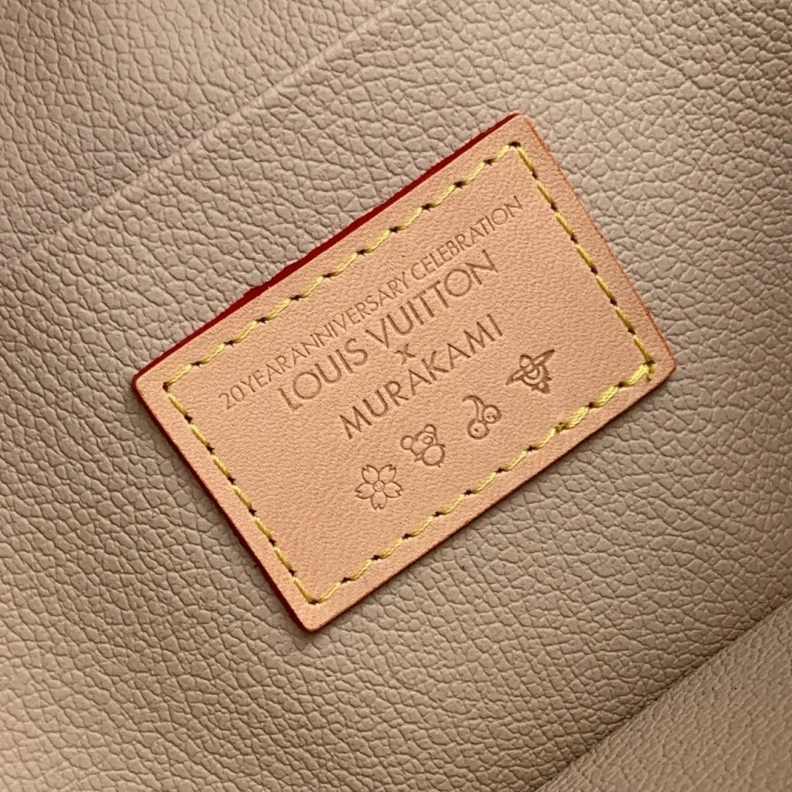 20 YEAR ANNIVERSARY CELEBRATION
LOUIS VUITTON
x
MURAKAMI